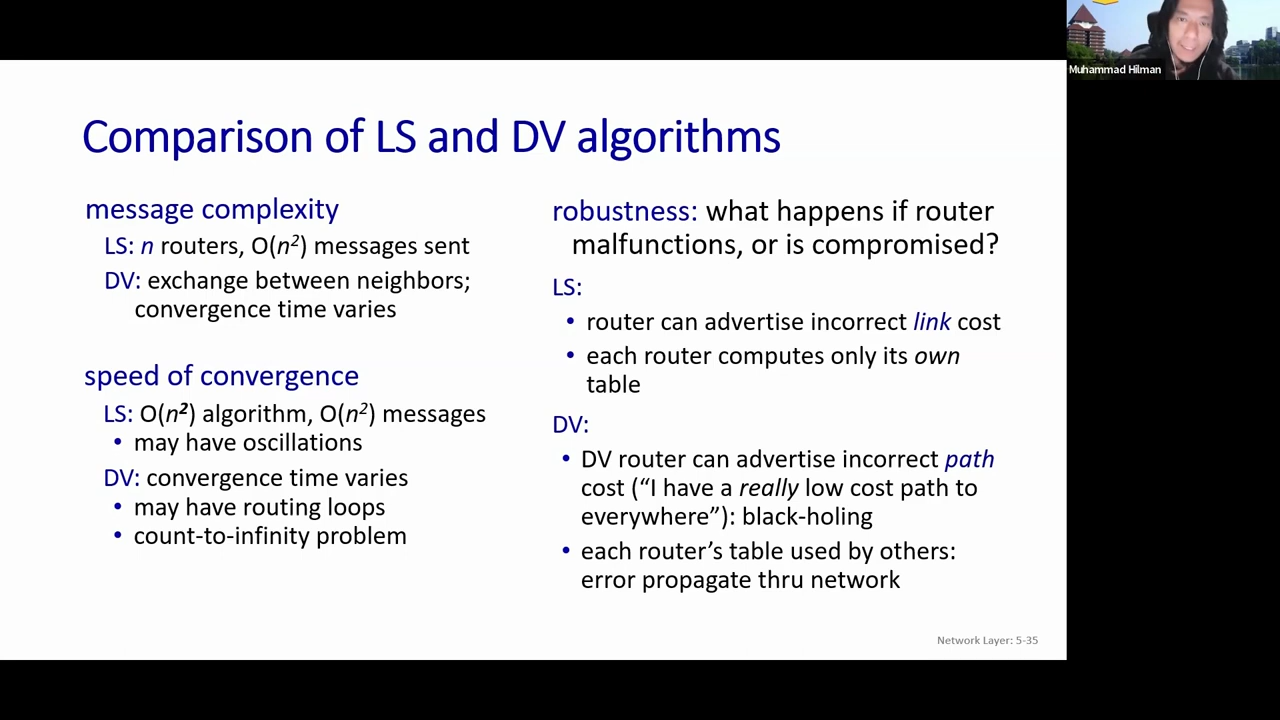 Muhammad Hilman
Comparison of LS and DV algorithms
message complexity
LS: n routers, O(n²) messages sent
DV: exchange between neighbors;
convergence time varies
speed of convergence
LS: O(n²) algorithm, O(n²) messages
• may have oscillations
DV: convergence time varies
• may have routing loops
• count-to-infinity problem
robustness: what happens if router
malfunctions, or is compromised?
LS:
• router can advertise incorrect link cost
• each router computes only its own
table
DV:
• DV router can advertise incorrect path
cost (“I have a really low cost path to
everywhere”): black-holing
• each router’s table used by others:
error propagate thru network
Network Layer: 5-35